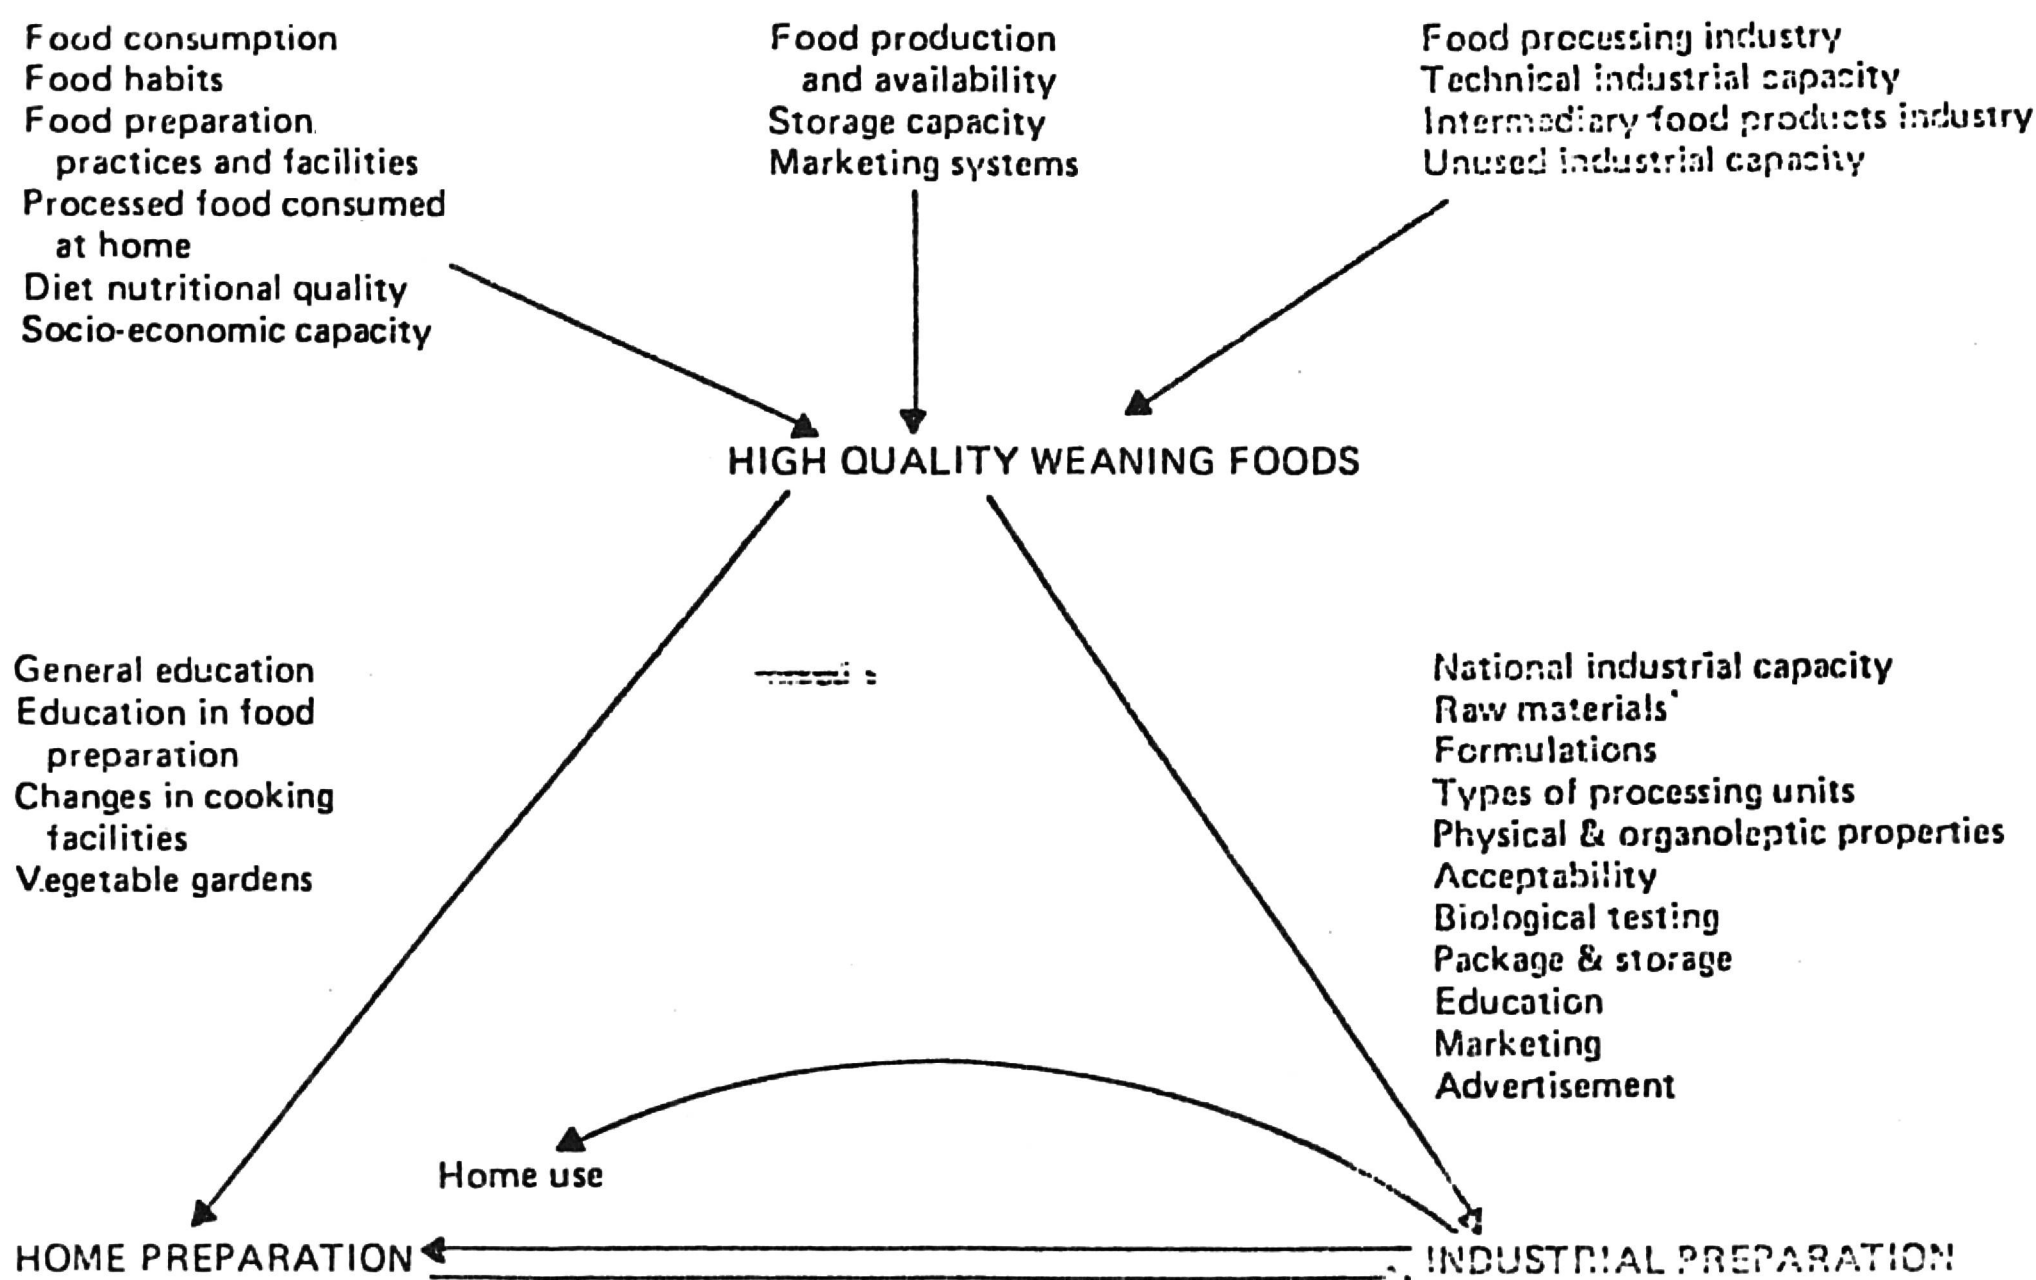 Food consumption
Food habits
Food preparation
practices and facilities
Processed food consumed
at home
Diet nutritional quality
Socio-economic capacity
Food production
and availability
Storage capacity
Marketing systems
Food processing industry
Technical industrial capacity
Intermediary food products industry
Unused industrial capacity
HIGH QUALITY WEANING FOODS
General education
Education in food
preparation
Changes in cooking
facilities
Vegetable gardens
National industrial capacity
Raw materials
Formulations
Types of processing units
Physical & organoleptic properties
Acceptability
Biological testing
Package & storage
Education
Marketing
Advertisement
Home use
HOME PREPARATION
INDUSTRIAL PREPARATION